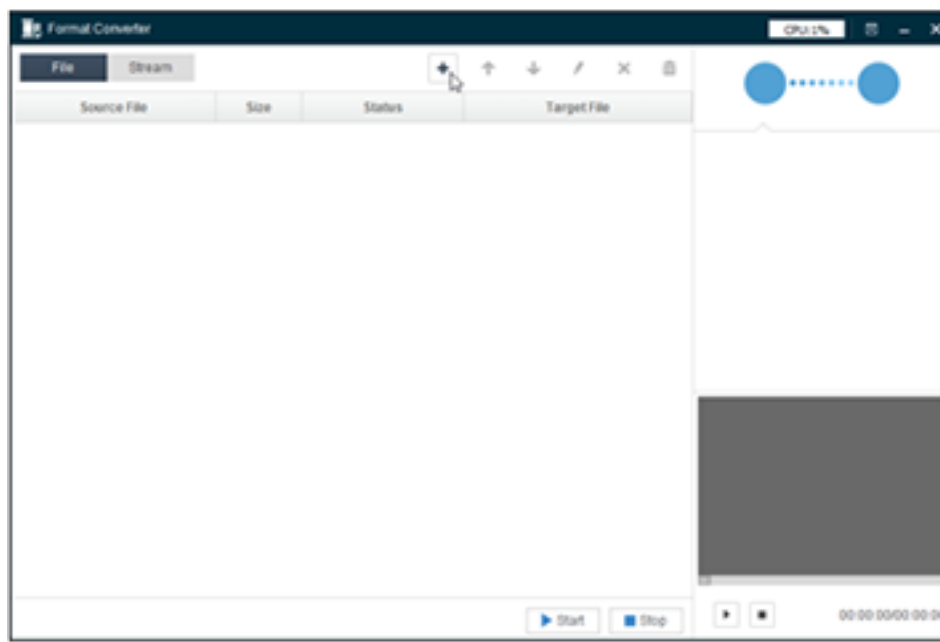 Format Converter
CPU:1%
File Stream
Source File Size Status Target File
Start Stop